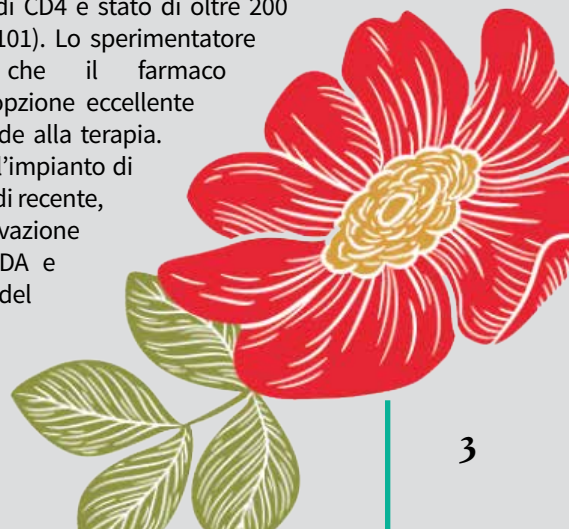 di CD4 è stato di oltre 200
101). Lo sperimentatore
che il farmaco
opzione eccellente
de alla terapia.
l'impianto di
di recente,
vazione
DA e
del
3